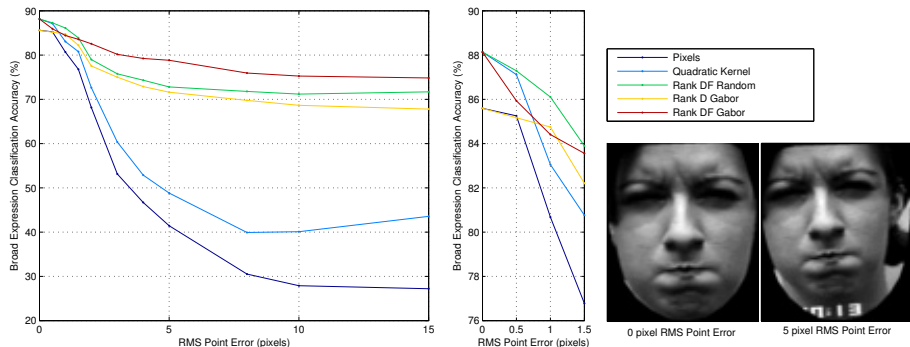 Broad Expression Classification Accuracy (%)
90
80
70
60
50
40
30
20
0
5
10
15
RMS Point Error (pixels)
Broad Expression Classification Accuracy (%)
90
88
86
84
82
80
78
76
0
0.5
1
1.5
RMS Point Error (pixels)
Pixels
Quadratic Kernel
Rank DF Random
Rank D Gabor
Rank DF Gabor
0 pixel RMS Point Error
5 pixel RMS Point Error